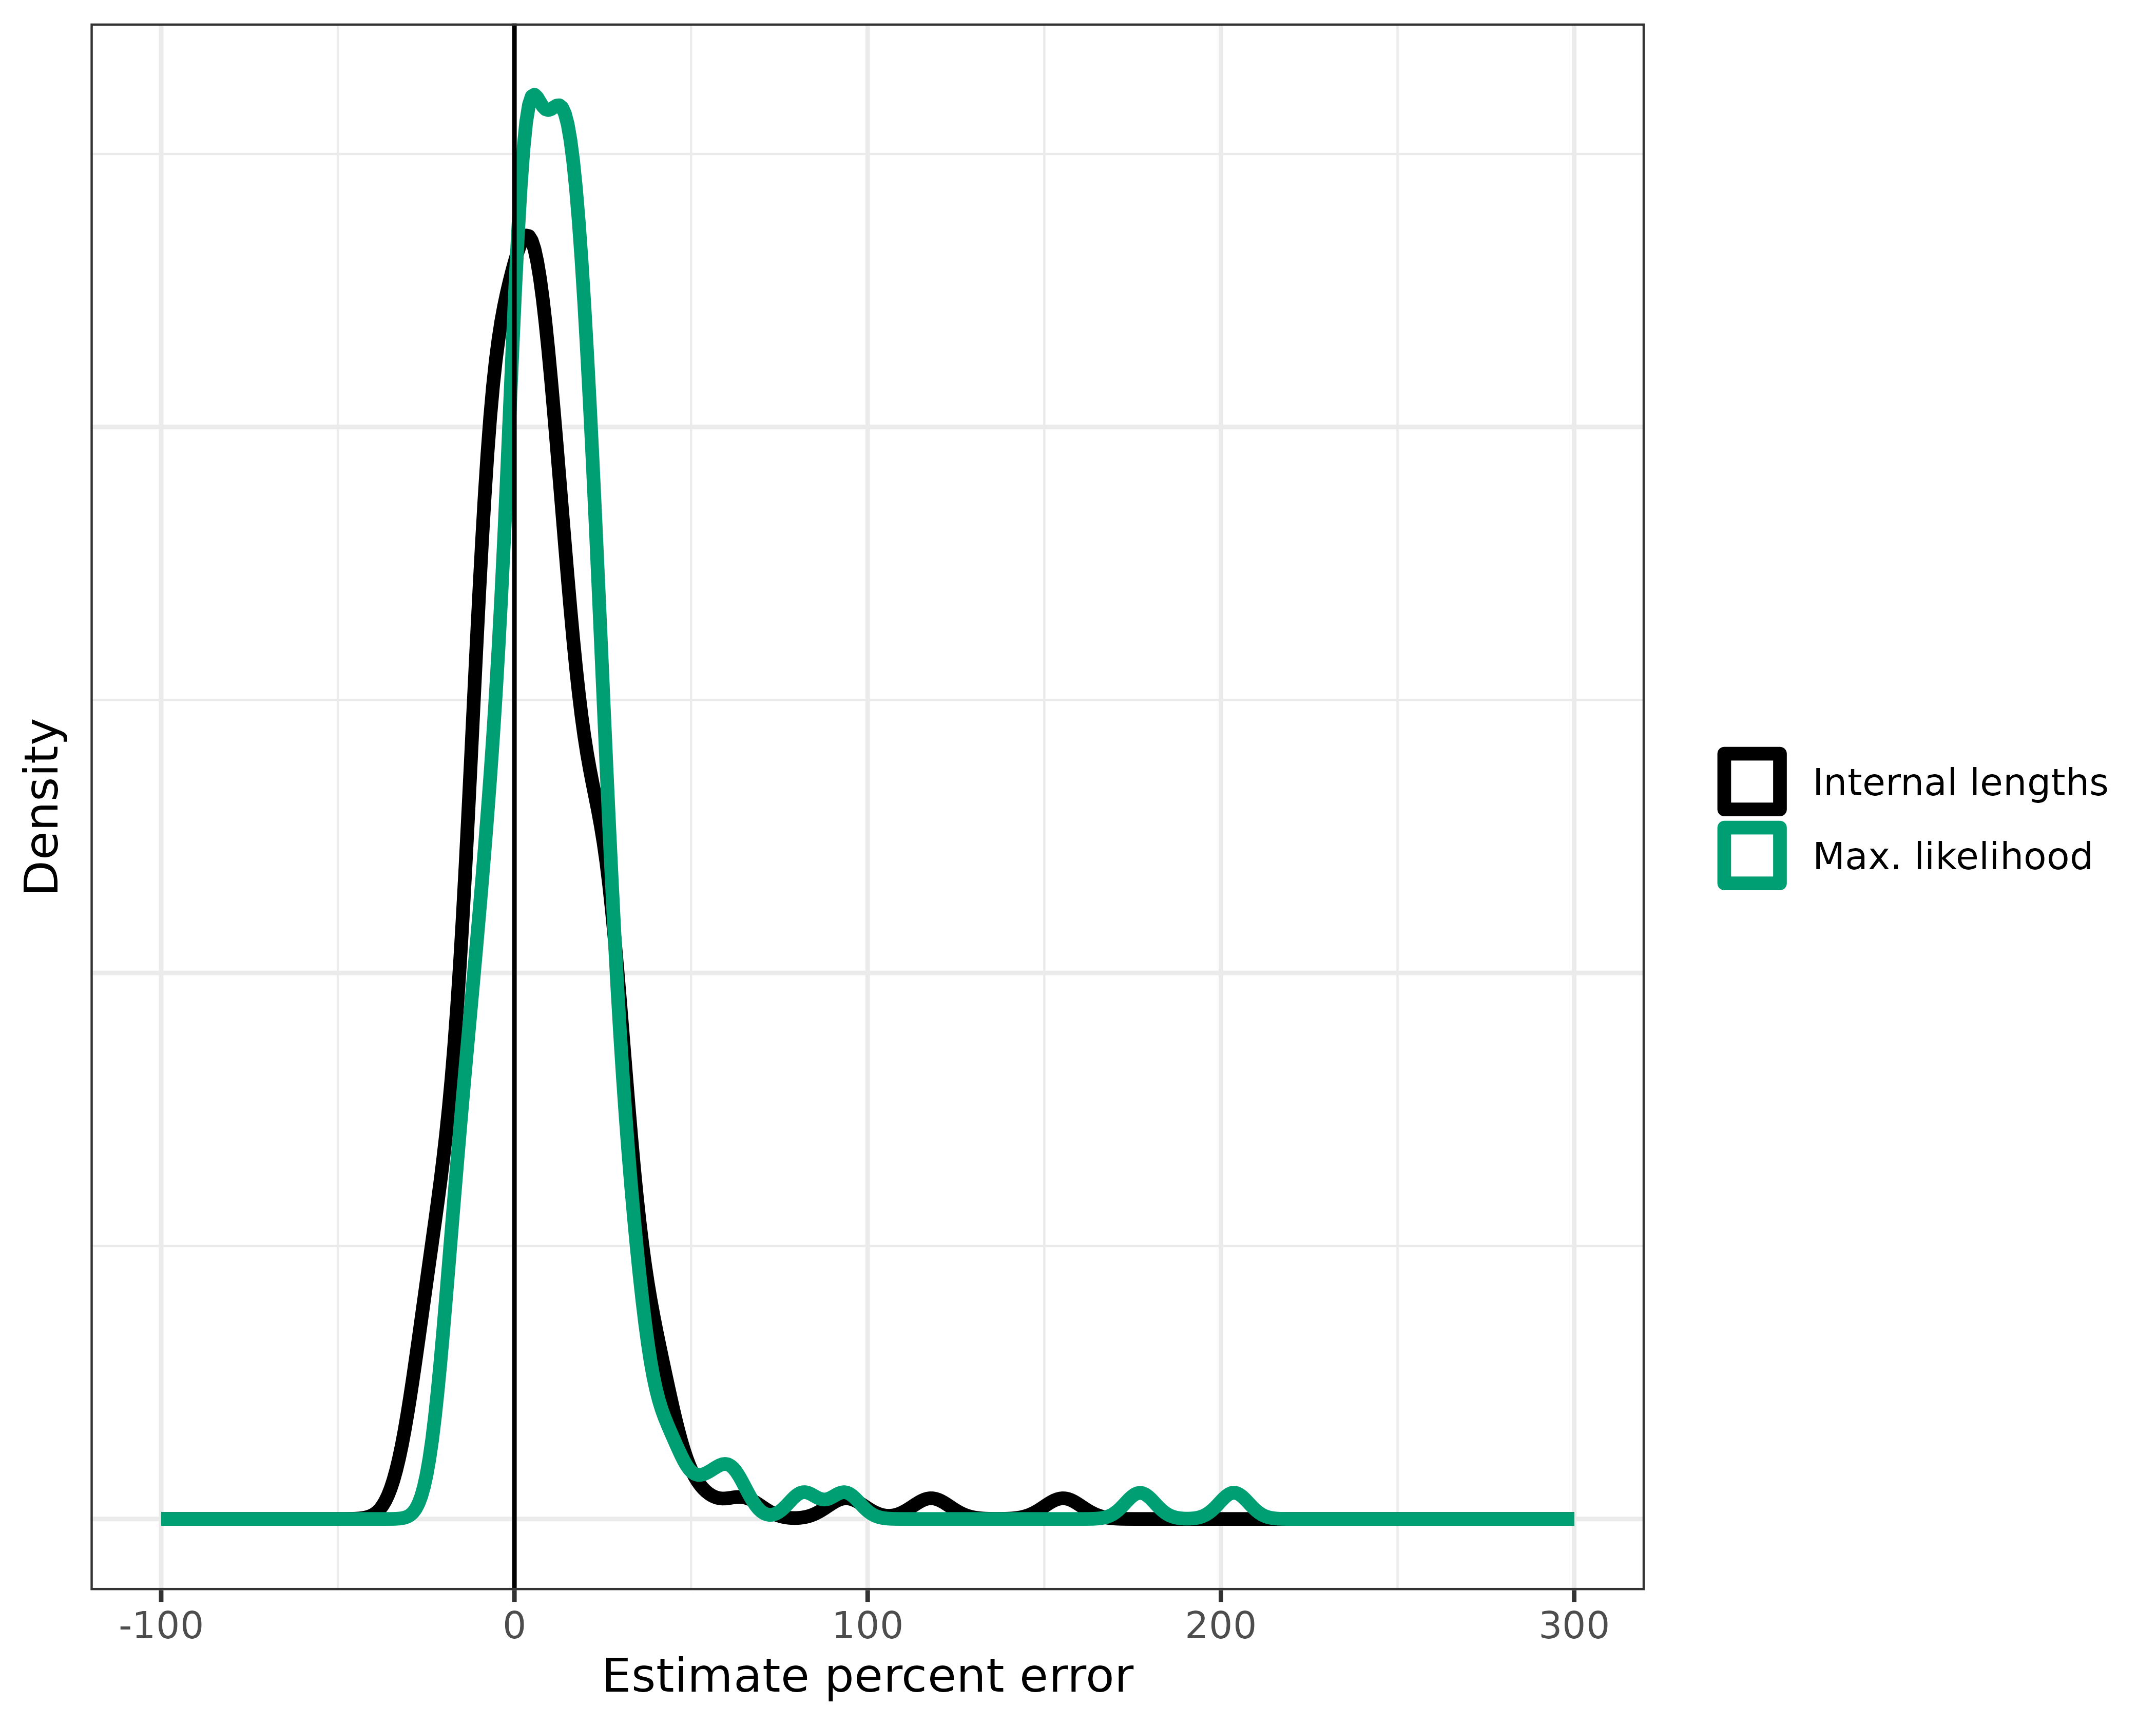 Density
Internal lengths
Max. likelihood
-100 0 100 200 300
Estimate percent error